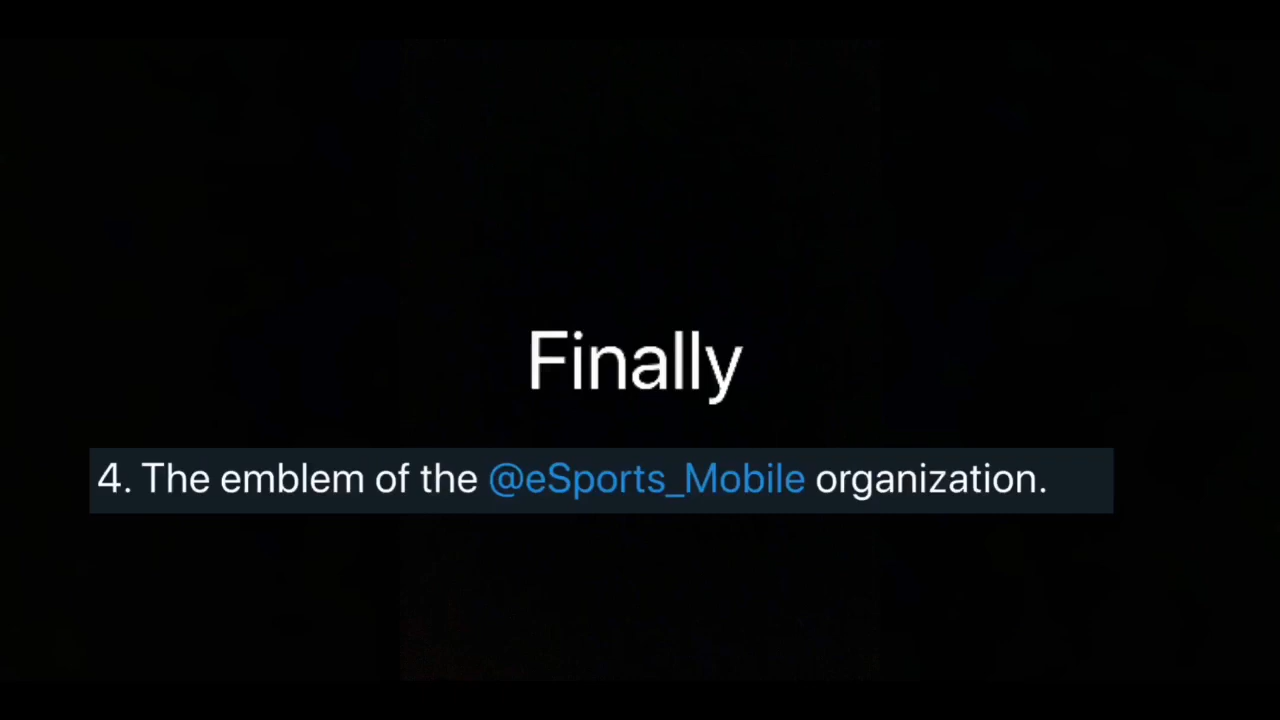 Finally
4. The emblem of the @eSports_Mobile organization.